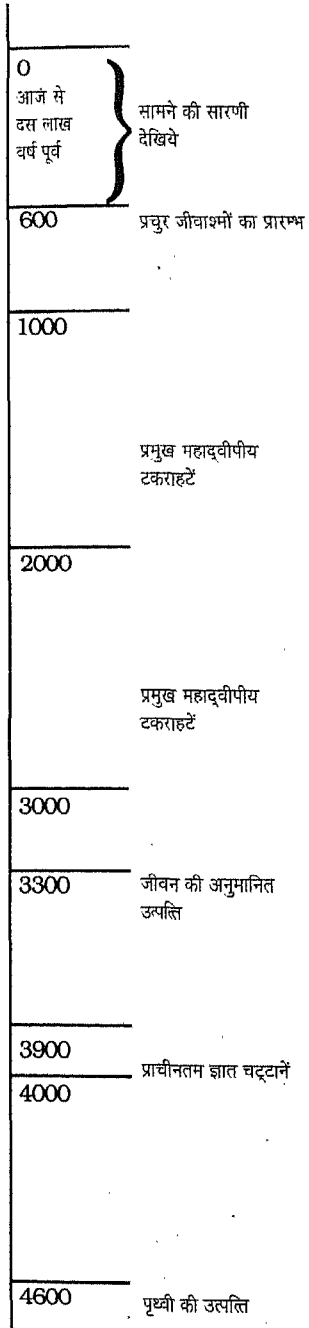 0
आज से
दस लाख
वर्ष पूर्व
सामने की सारणी
देखिये
600
प्रचुर जीवाश्मों का प्रारम्भ
1000
प्रमुख महाद्वीपीय
टकराहटें
2000
प्रमुख महाद्वीपीय
टकराहटें
3000
3300
जीवन की अनुमानित
उत्पत्ति
3900
प्राचीनतम ज्ञात चट्टानें
4000
4600
पृथ्वी की उत्पत्ति